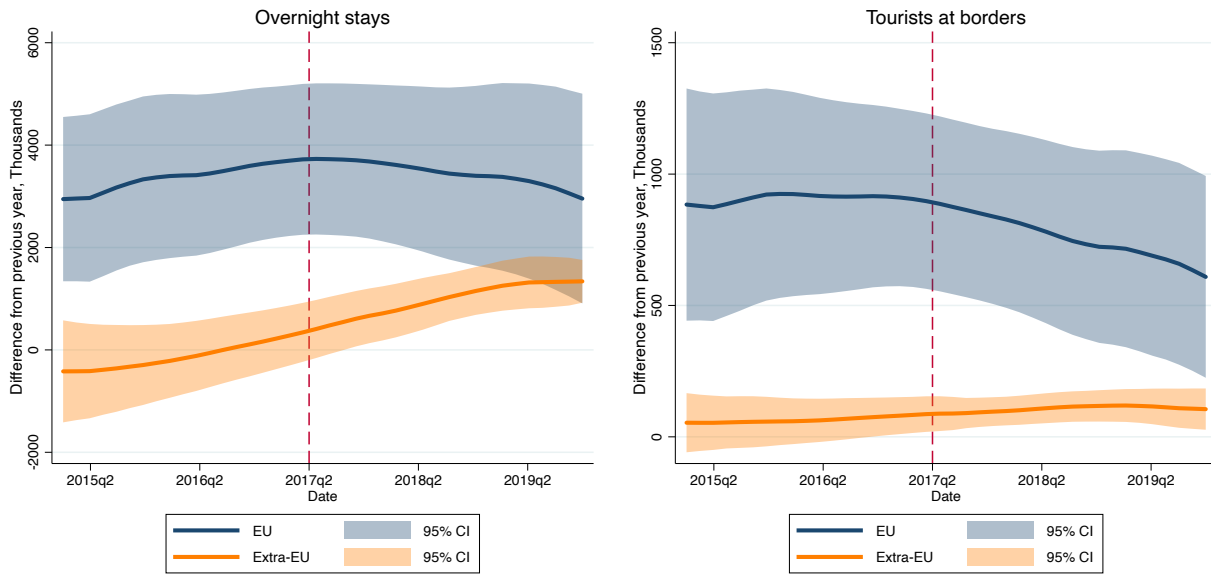 Overnight stays
Difference from previous year, Thousands
6000
4000
2000
0
-2000
2015q2 2016q2 2017q2 2018q2 2019q2
Date
EU 95% CI
Extra-EU 95% CI
Tourists at borders
Difference from previous year, Thousands
1500
1000
500
0
2015q2 2016q2 2017q2 2018q2 2019q2
Date
EU 95% CI
Extra-EU 95% CI